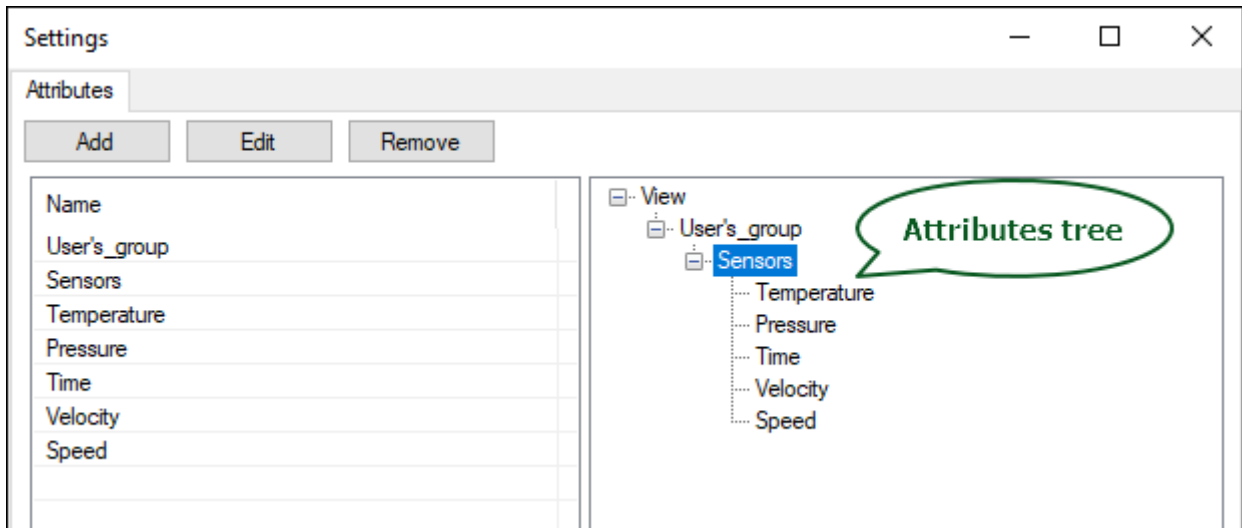 Settings
Attributes
Add Edit Remove
Name
User's_group
Sensors
Temperature
Pressure
Time
Velocity
Speed
View
User's_group
Sensors
Temperature
Pressure
Time
Velocity
Speed
Attributes tree